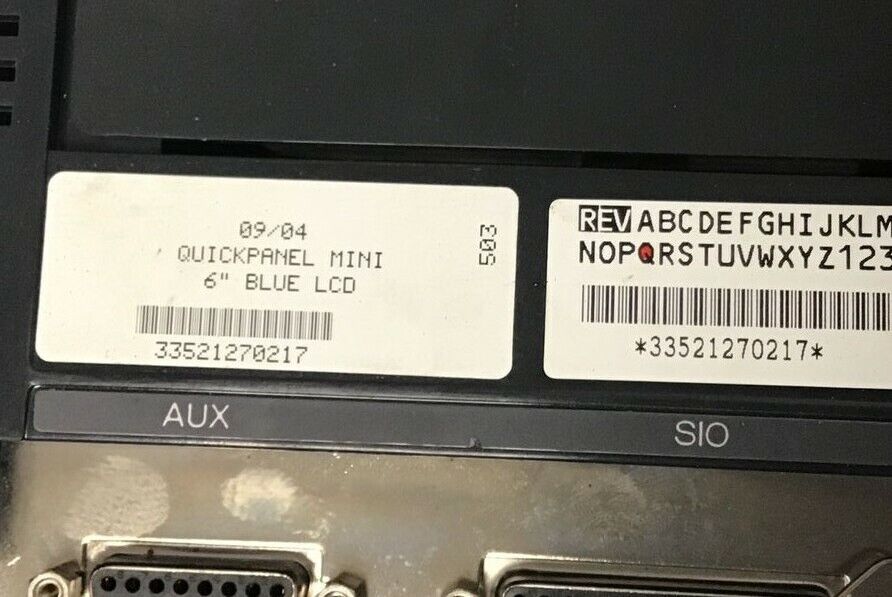 09/04
QUICKPANEL MINI
6" BLUE LCD
33521270217
503
REV ABCDEFGHIJKLM
NOPQRSTUVWXYZ123
*33521270217*
AUX
SIO